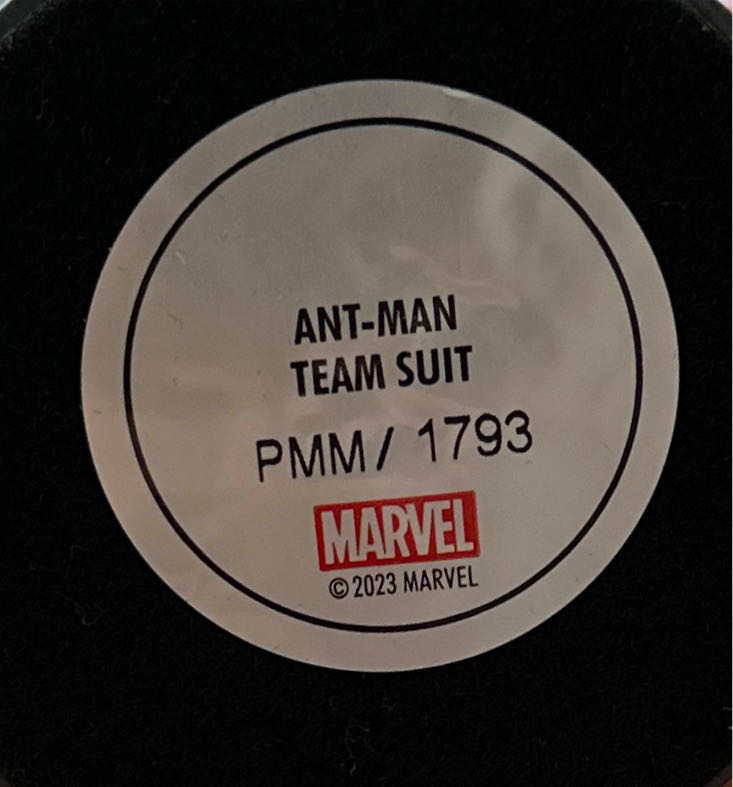 ANT-MAN
TEAM SUIT
PMM/ 1793
MARVEL
© 2023 MARVEL